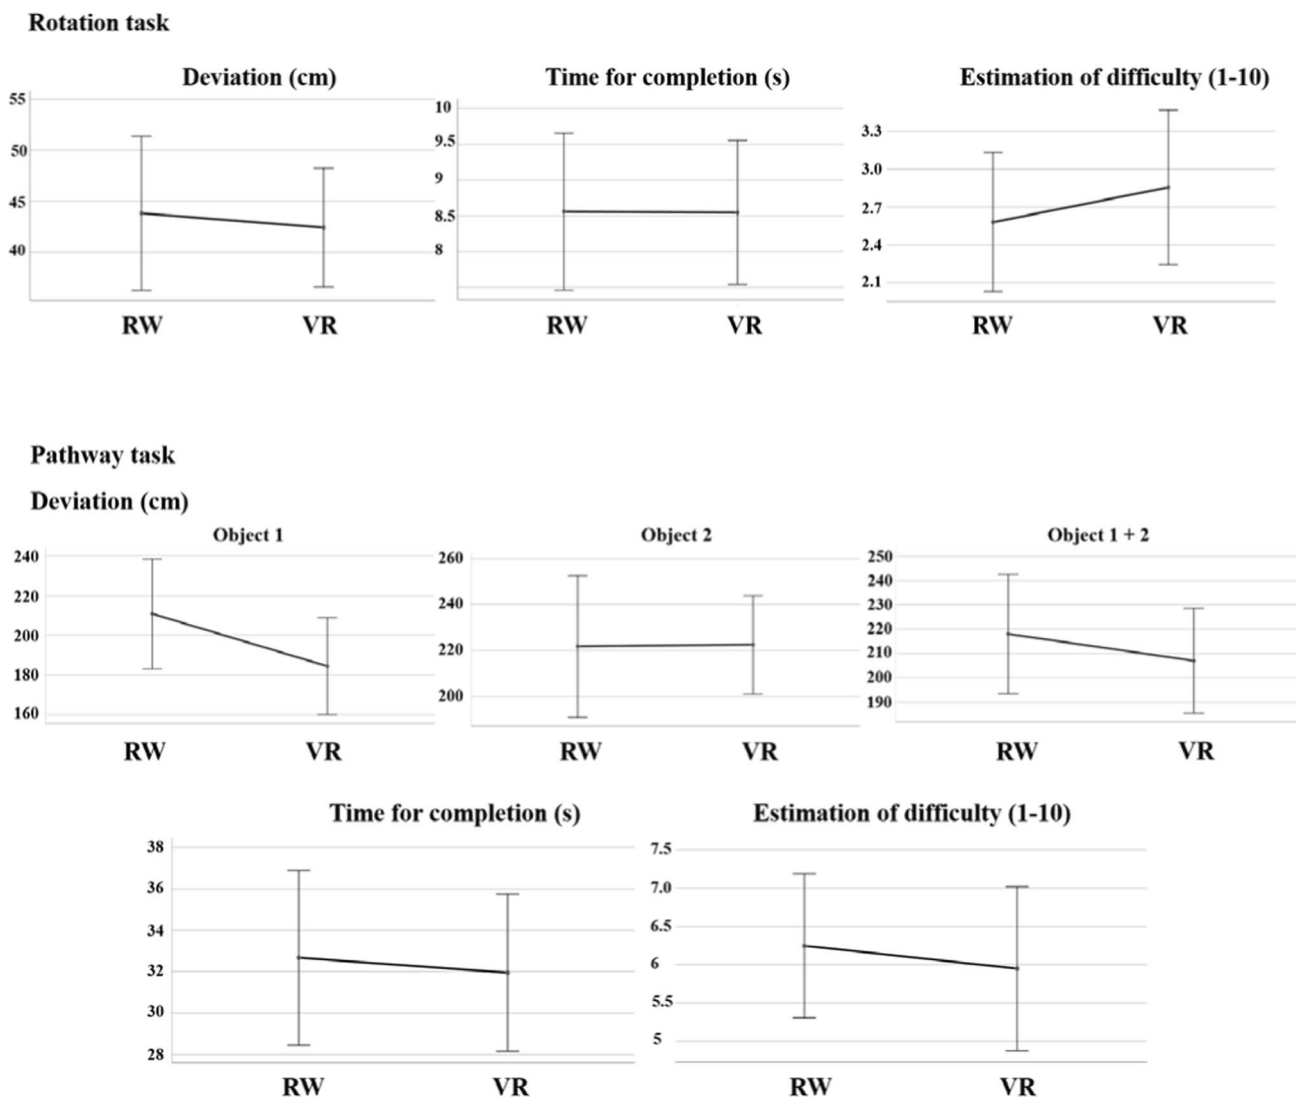 Rotation task
Deviation (cm)
55
50
45
40
RW VR
Time for completion (s)
10
9.5
9
8.5
8
RW VR
Estimation of difficulty (1-10)
3.3
3.0
2.7
2.4
2.1
RW VR
Pathway task
Deviation (cm)
Object 1
240
220
200
180
160
RW VR
Object 2
260
240
220
200
RW VR
Object 1 + 2
250
240
230
220
210
200
190
RW VR
Time for completion (s)
38
36
34
32
30
28
RW VR
Estimation of difficulty (1-10)
7.5
7.0
6.5
6
5.5
5
RW VR